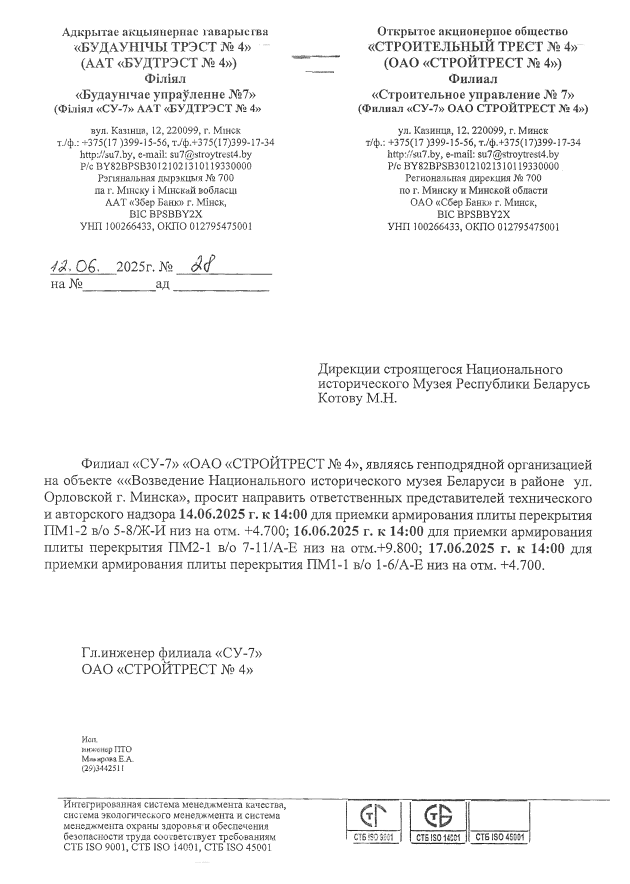 Адкрытае акцыянернае таварыства
«БУДАЎНІЧЫ ТРЭСТ № 4»
(ААТ «БУДТРЭСТ № 4»)
Філіял
«Будаўнічае упраўленне №7»
(Філіял «СУ-7» ААТ «БУДТРЭСТ № 4»
вул. Казінца, 12, 220099, г. Мінск
т./ф.: +375(17 )399-15-56, т./ф.+375(17)399-17-34
http://su7.by, e-mail: su7@stroytrest4.by
Р/с BY82BPSB30121021310119330000
Рэгіянальная дырэкцыя № 700
па г. Мінску і Мінскай вобласці
ААТ «Збер Банк» г. Мінск,
BIC BPSBBY2X
УНП 100266433, ОКПО 012795475001
Открытое акционерное общество
«СТРОИТЕЛЬНЫЙ ТРЕСТ № 4»
(ОАО «СТРОЙТРЕСТ № 4»)
Филиал
«Строительное управление № 7»
(Филиал «СУ-7» ОАО СТРОЙТРЕСТ № 4»)
ул. Казинца, 12, 220099, г. Минск
т/ф.: +375(17 )399-15-56, т./ф.+375(17)399-17-34
http://su7.by, e-mail: su7@stroytrest4.by
Р/с BY82BPSB30121021310119330000
Региональная дирекция № 700
по г. Минску и Минской области
ОАО «Сбер Банк» г. Минск,
BIC BPSBBY2X
УНП 100266433, ОКПО 012795475001
12.06. 2025г. № 28
на №__________ад ____________
Дирекции строящегося Национального
исторического Музея Республики Беларусь
Котову М.Н.
Филиал «СУ-7» «ОАО «СТРОЙТРЕСТ № 4», являясь генподрядной организацией
на объекте ««Возведение Национального исторического музея Беларуси в районе ул.
Орловской г. Минска», просит направить ответственных представителей технического
и авторского надзора 14.06.2025 г. к 14:00 для приемки армирования плиты перекрытия
ПМ1-2 в/о 5-8/Ж-И низ на отм. +4.700; 16.06.2025 г. к 14:00 для приемки армирования
плиты перекрытия ПМ2-1 в/о 7-11/А-Е низ на отм.+9.800; 17.06.2025 г. к 14:00 для
приемки армирования плиты перекрытия ПМ1-1 в/о 1-6/А-Е низ на отм. +4.700.
Гл.инженер филиала «СУ-7»
ОАО «СТРОЙТРЕСТ № 4»
Исп.
инженер ПТО
Макарова Е.А.
(29)3442511
Интегрированная система менеджмента качества,
система экологического менеджмента и система
менеджмента охраны здоровья и обеспечения
безопасности труда соответствует требованиям
СТБ ISO 9001, СТБ ISO 14001, СТБ ISO 45001
СТБ ISO 9001
СТБ ISO 14001
СТБ ISO 45001